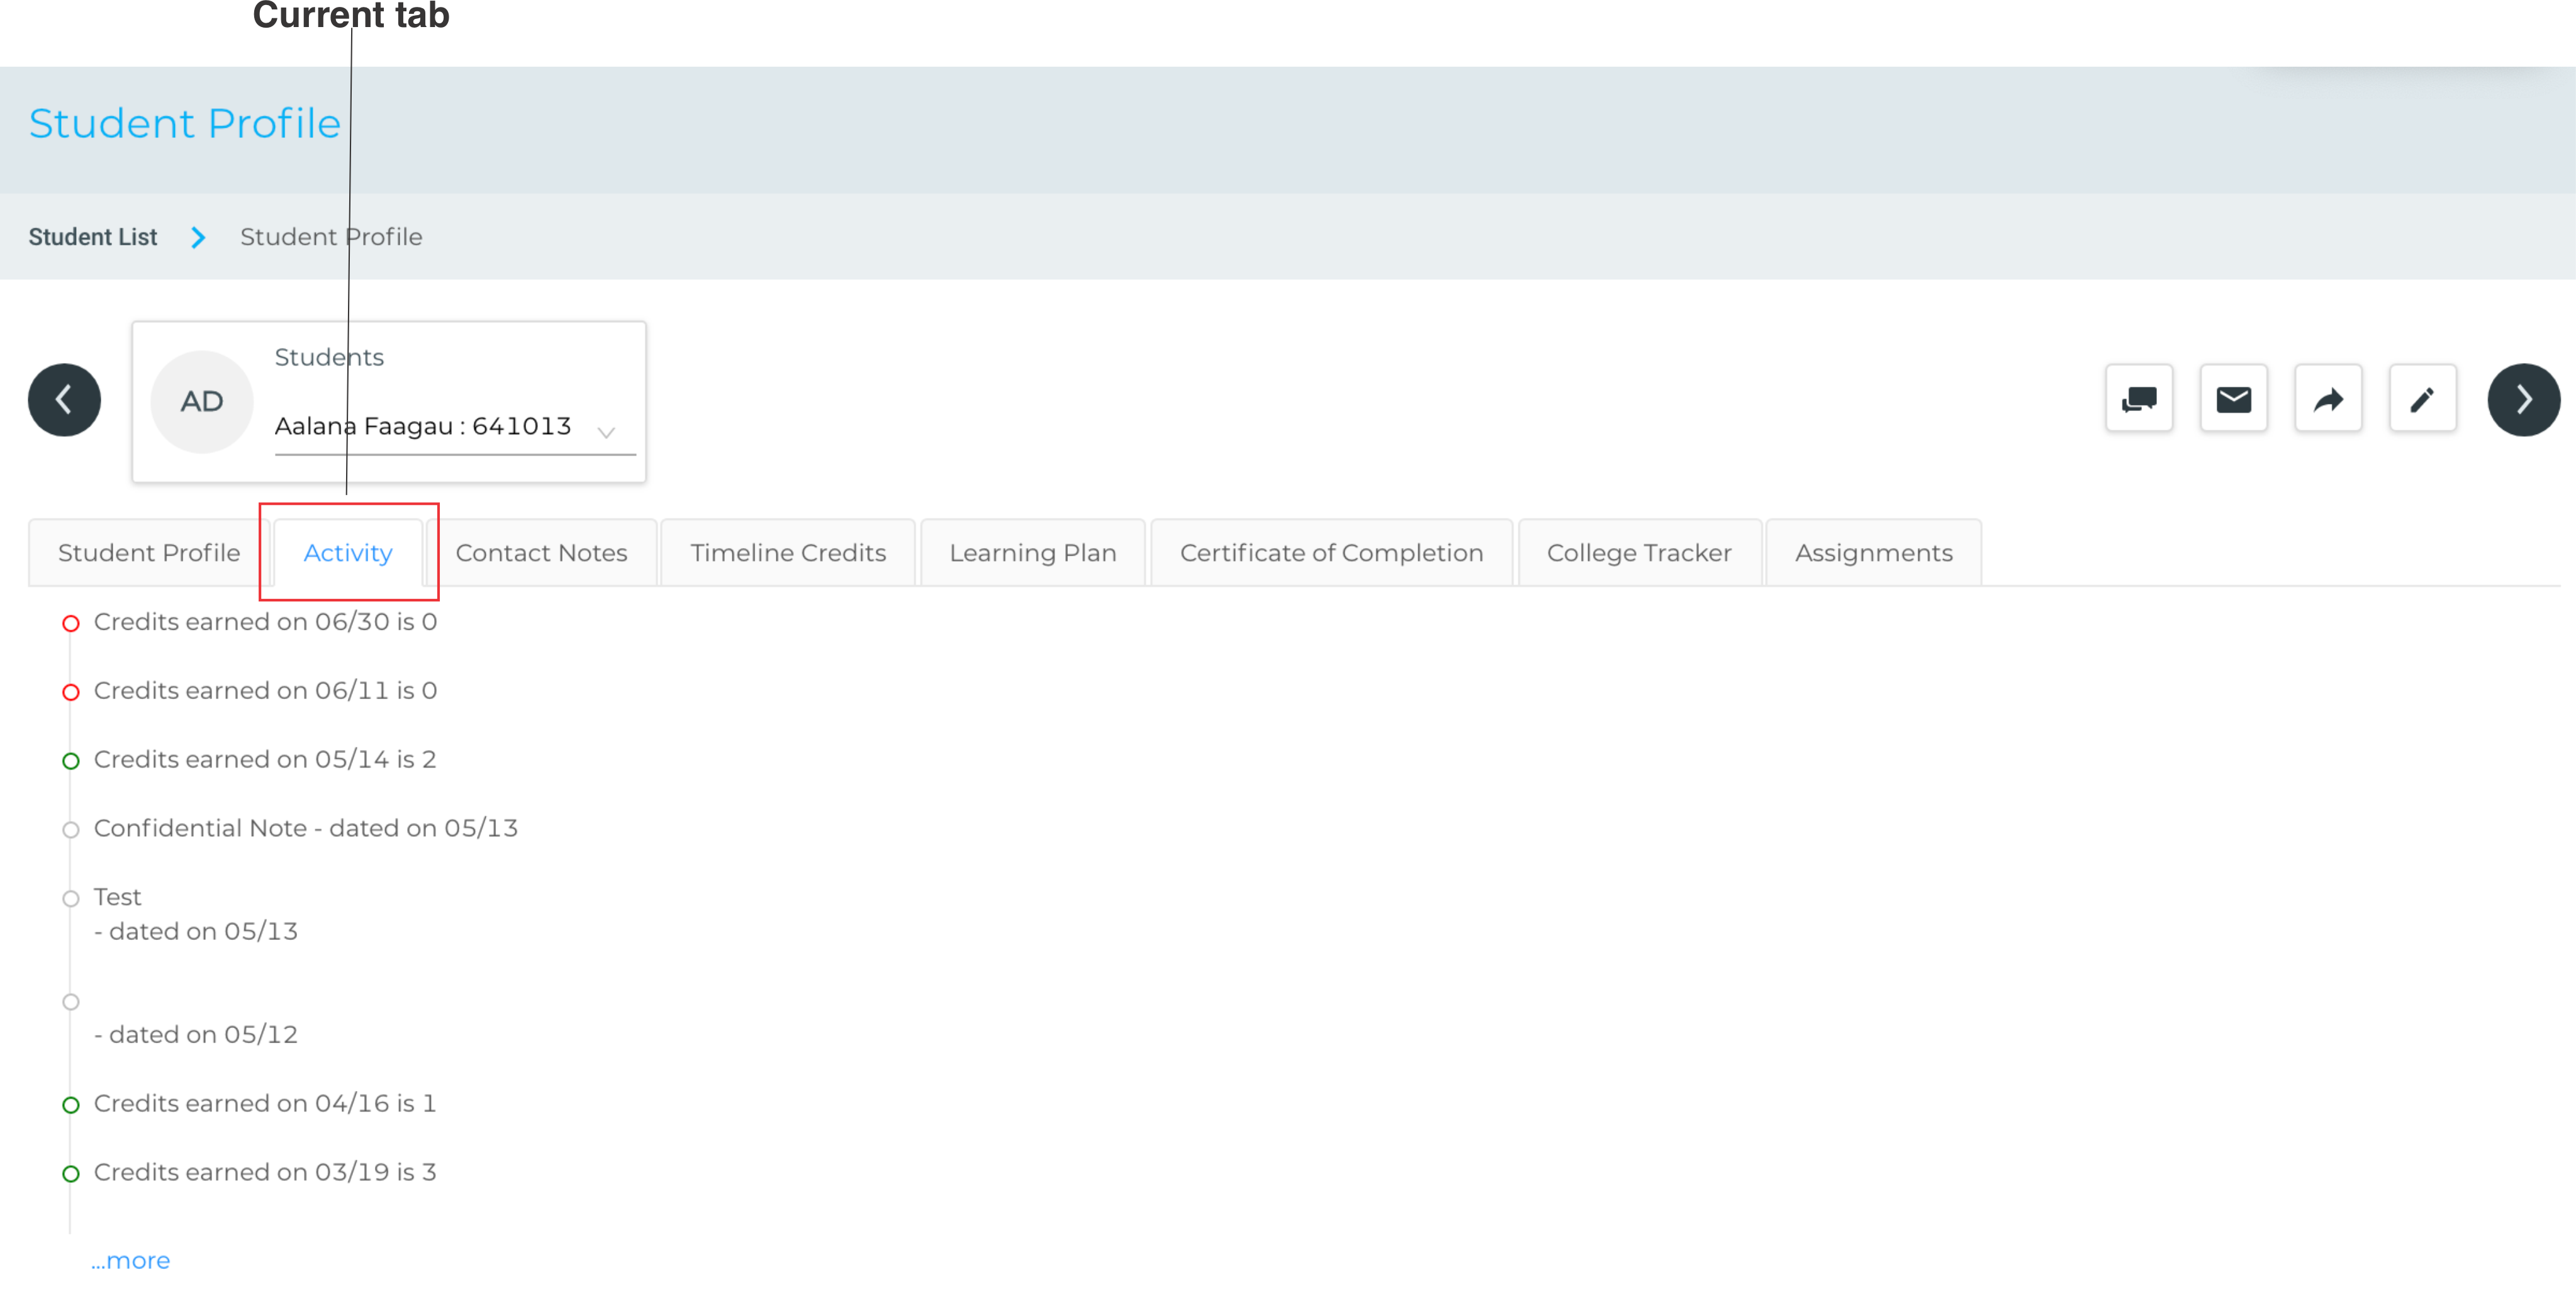 Current tab
Student Profile
Student List Student Profile
Students
AD
Aalana Faagau : 641013
Student Profile Activity Contact Notes Timeline Credits Learning Plan Certificate of Completion College Tracker Assignments
Credits earned on 06/30 is 0
Credits earned on 06/11 is 0
Credits earned on 05/14 is 2
Confidential Note - dated on 05/13
Test
- dated on 05/13
- dated on 05/12
Credits earned on 04/16 is 1
Credits earned on 03/19 is 3
...more